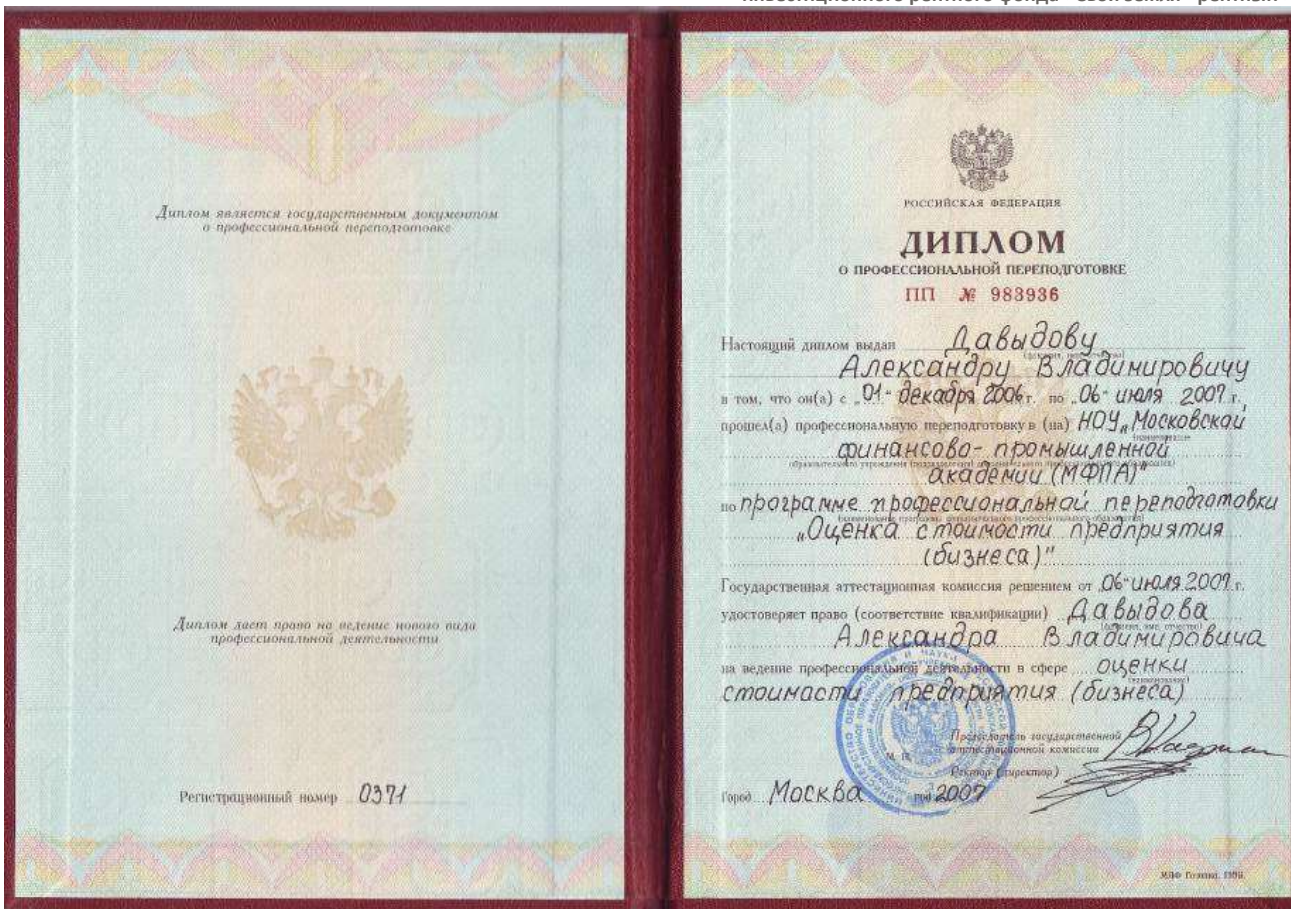 Диплом является государственным документом
о профессиональной переподготовке
Диплом дает право на ведение нового вида
профессиональной деятельности
Регистрационный номер 0371
РОССИЙСКАЯ ФЕДЕРАЦИЯ
ДИПЛОМ
О ПРОФЕССИОНАЛЬНОЙ ПЕРЕПОДГОТОВКЕ
ПП № 983936
Настоящий диплом выдан Давыдову
Александру Владимировичу
в том, что он(а) с „01" декабря 2006 г. по „06" июля 2007 г.
прошел(а) профессиональную переподготовку в (на) НОУ „Московской
финансово-промышленной
академии (МФПА)"
по программе профессиональной переподготовки
„Оценка стоимости предприятия
(бизнеса)"
Государственная аттестационная комиссия решением от „06" июля 2007 г.
удостоверяет право (соответствие квалификации) Давыдова
Александра Владимировича
на ведение профессиональной деятельности в сфере оценки
стоимости предприятия (бизнеса)
Председатель государственной
аттестационной комиссии
М. П.
Ректор (директор)
Город Москва год 2007